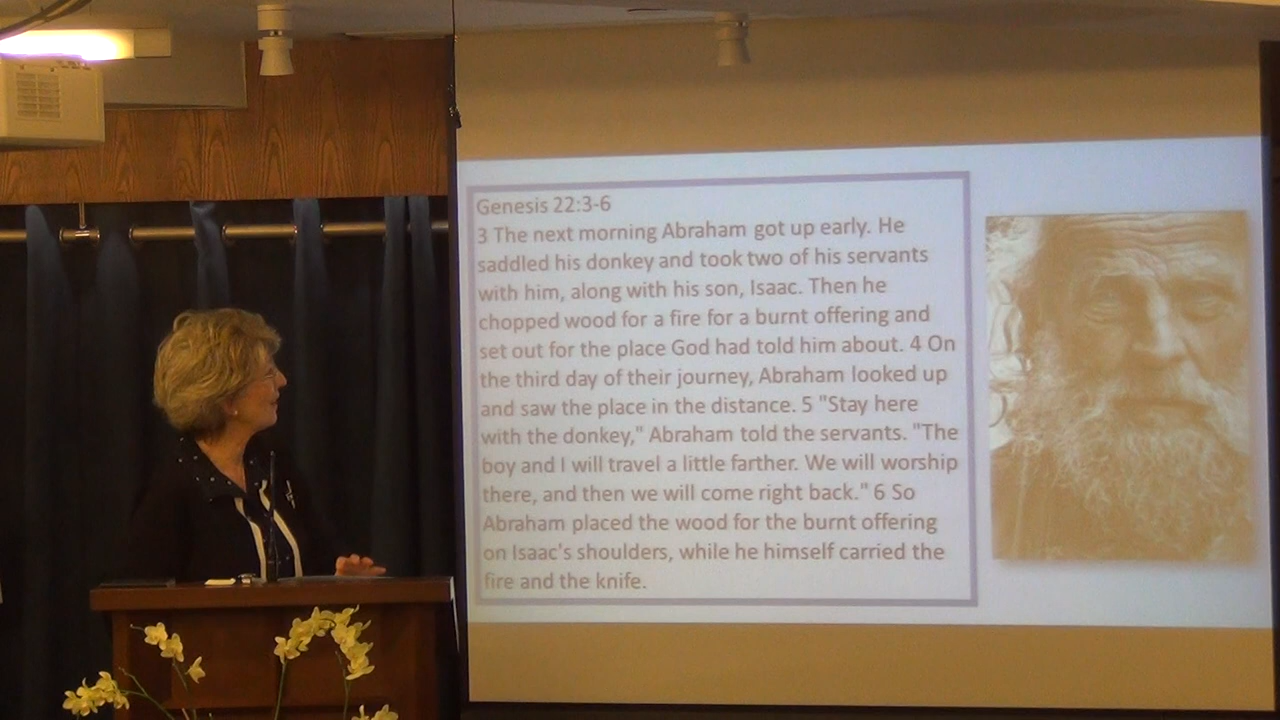 Genesis 22:3-6
3 The next morning Abraham got up early. He
saddled his donkey and took two of his servants
with him, along with his son, Isaac. Then he
chopped wood for a fire for a burnt offering and
set out for the place God had told him about. 4 On
the third day of their journey, Abraham looked up
and saw the place in the distance. 5 "Stay here
with the donkey," Abraham told the servants. "The
boy and I will travel a little farther. We will worship
there, and then we will come right back." 6 So
Abraham placed the wood for the burnt offering
on Isaac's shoulders, while he himself carried the
fire and the knife.